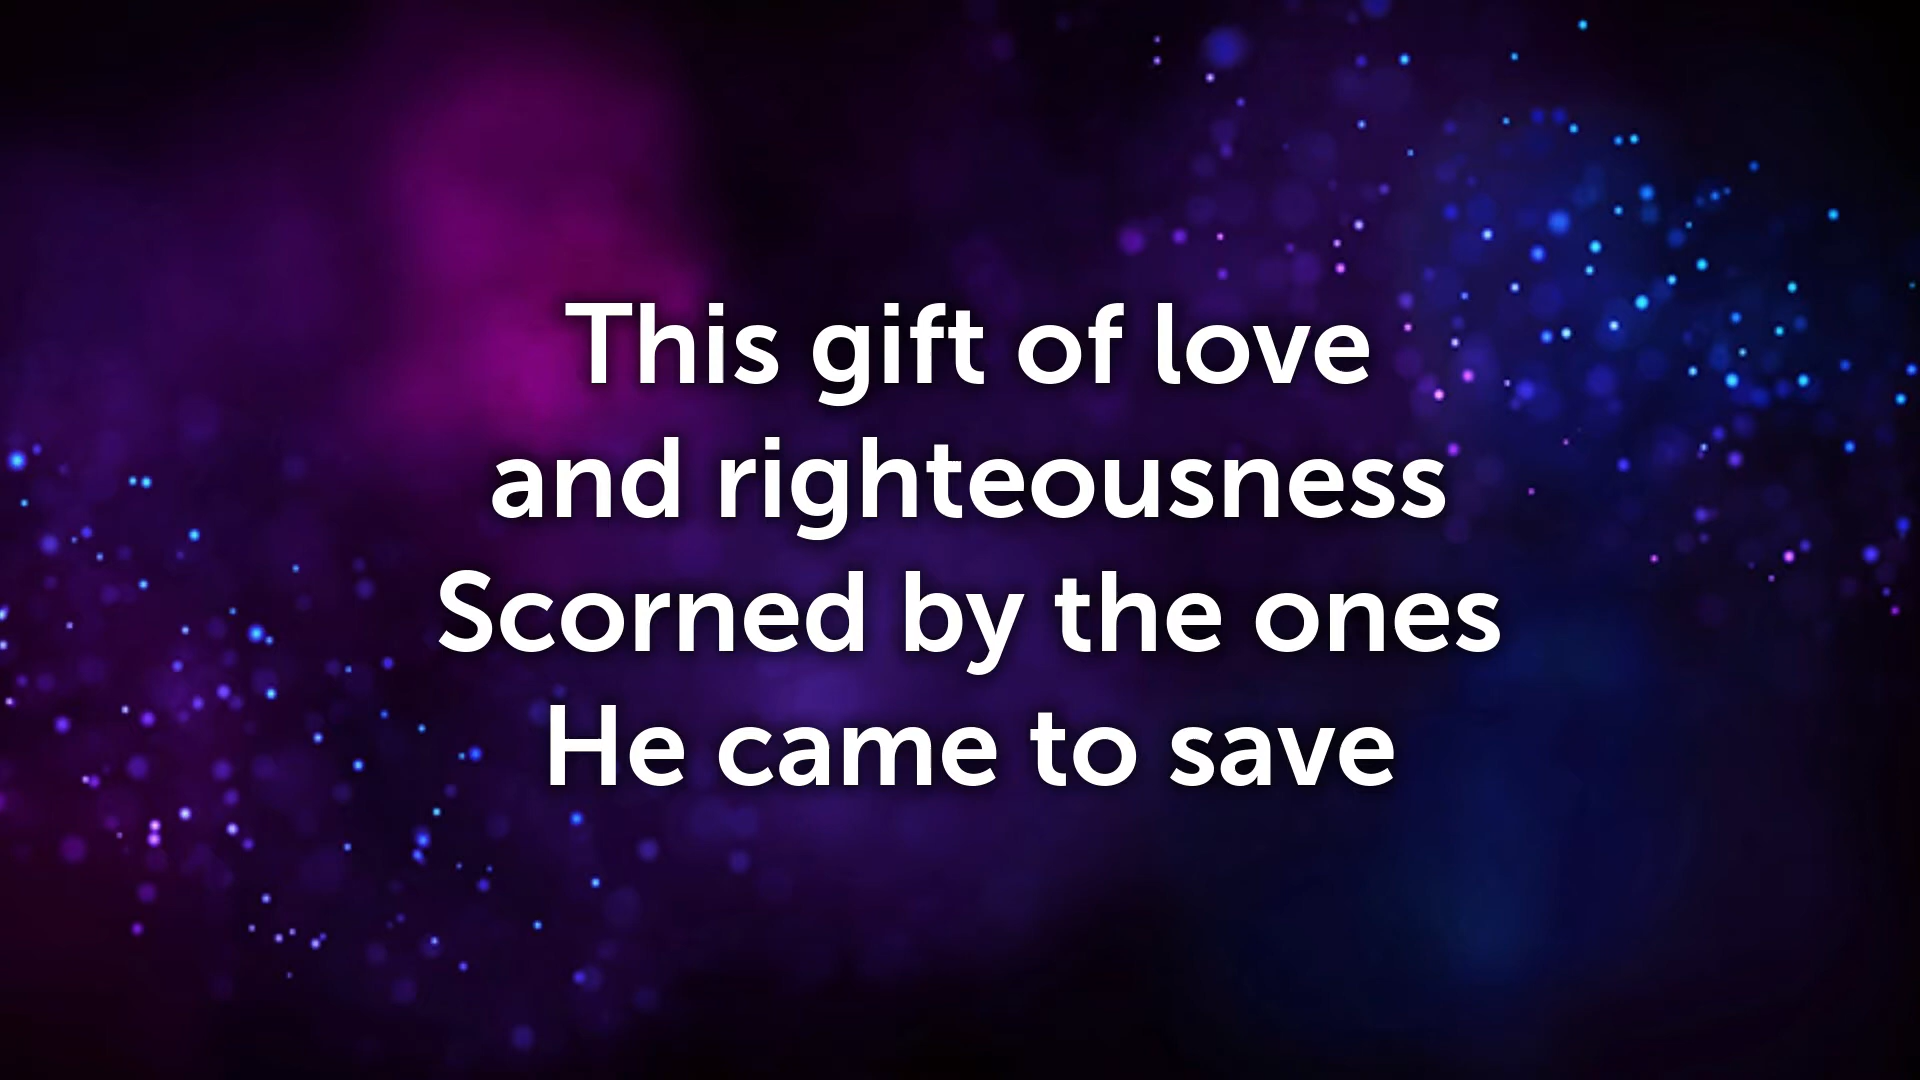 This gift of love
and righteousness
Scorned by the ones
He came to save